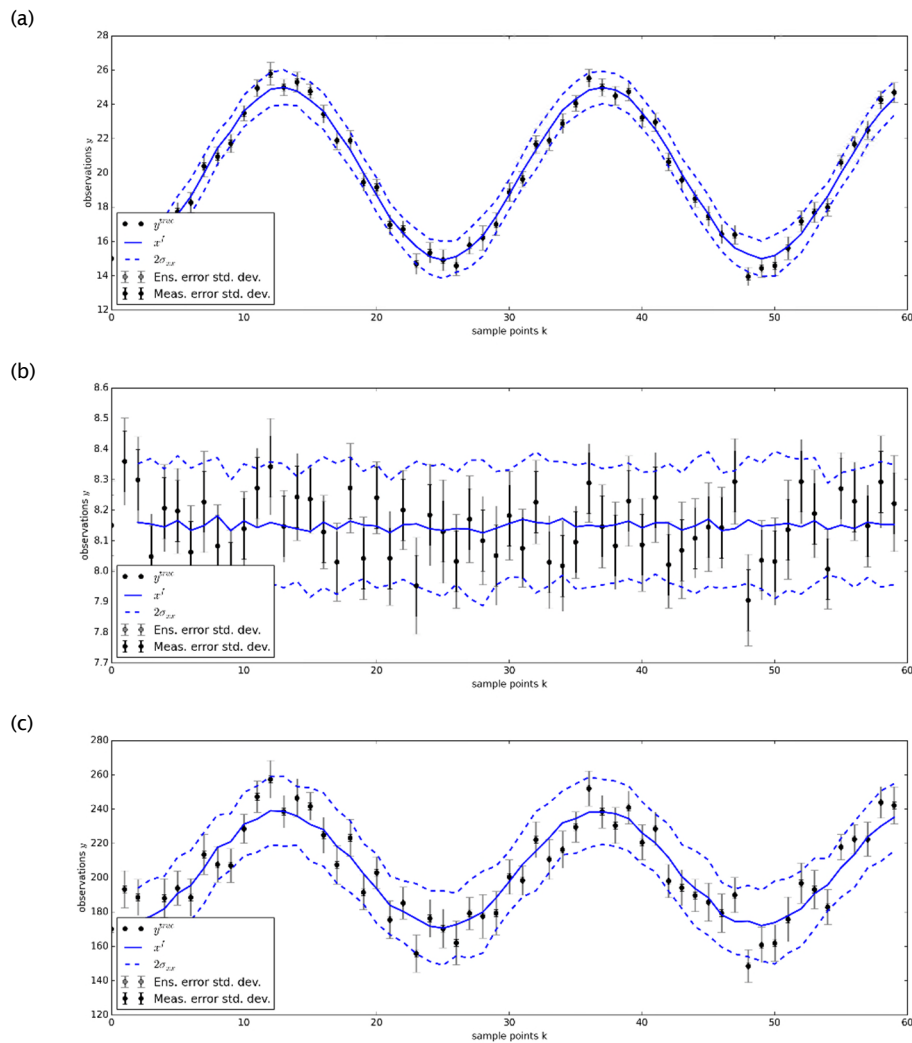 (a)
28
26
24
22
20
18
16
14
12
observations y
y^true
x^f
2σ_xx
Ens. error std. dev.
Meas. error std. dev.
0 10 20 30 40 50 60
sample points k
(b)
8.6
8.5
8.4
8.3
8.2
8.1
8.0
7.9
7.8
7.7
observations y
y^true
x^f
2σ_xx
Ens. error std. dev.
Meas. error std. dev.
0 10 20 30 40 50 60
sample points k
(c)
280
260
240
220
200
180
160
140
120
observations y
y^true
x^f
2σ_xx
Ens. error std. dev.
Meas. error std. dev.
0 10 20 30 40 50 60
sample points k